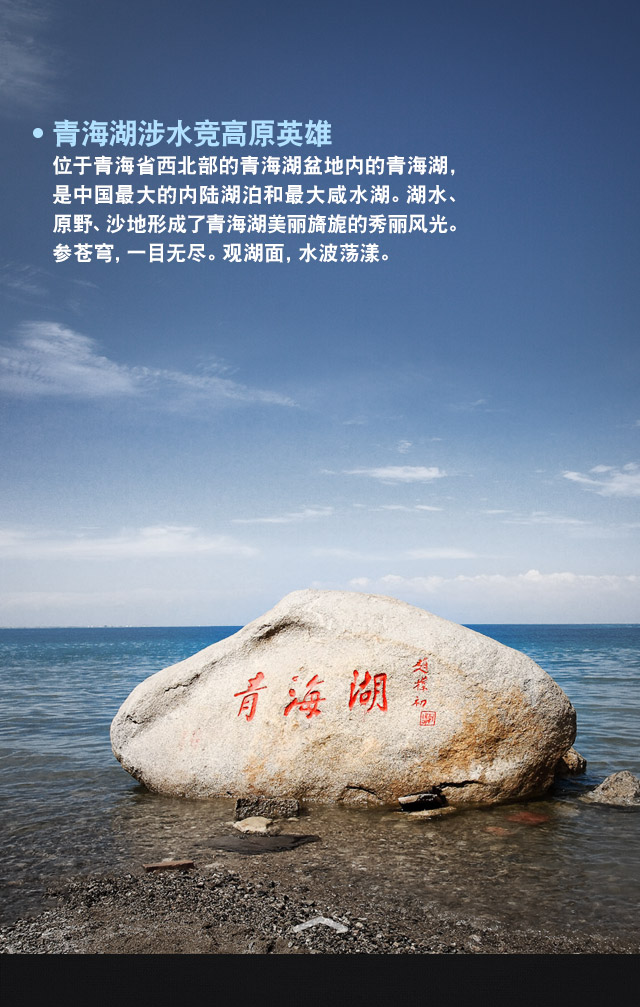 青海湖涉水竞高原英雄
位于青海省西北部的青海湖盆地内的青海湖，
是中国最大的内陆湖泊和最大咸水湖。湖水、
原野、沙地形成了青海湖美丽旖旎的秀丽风光。
参苍穹，一目无尽。观湖面，水波荡漾。
青海湖
赵朴初